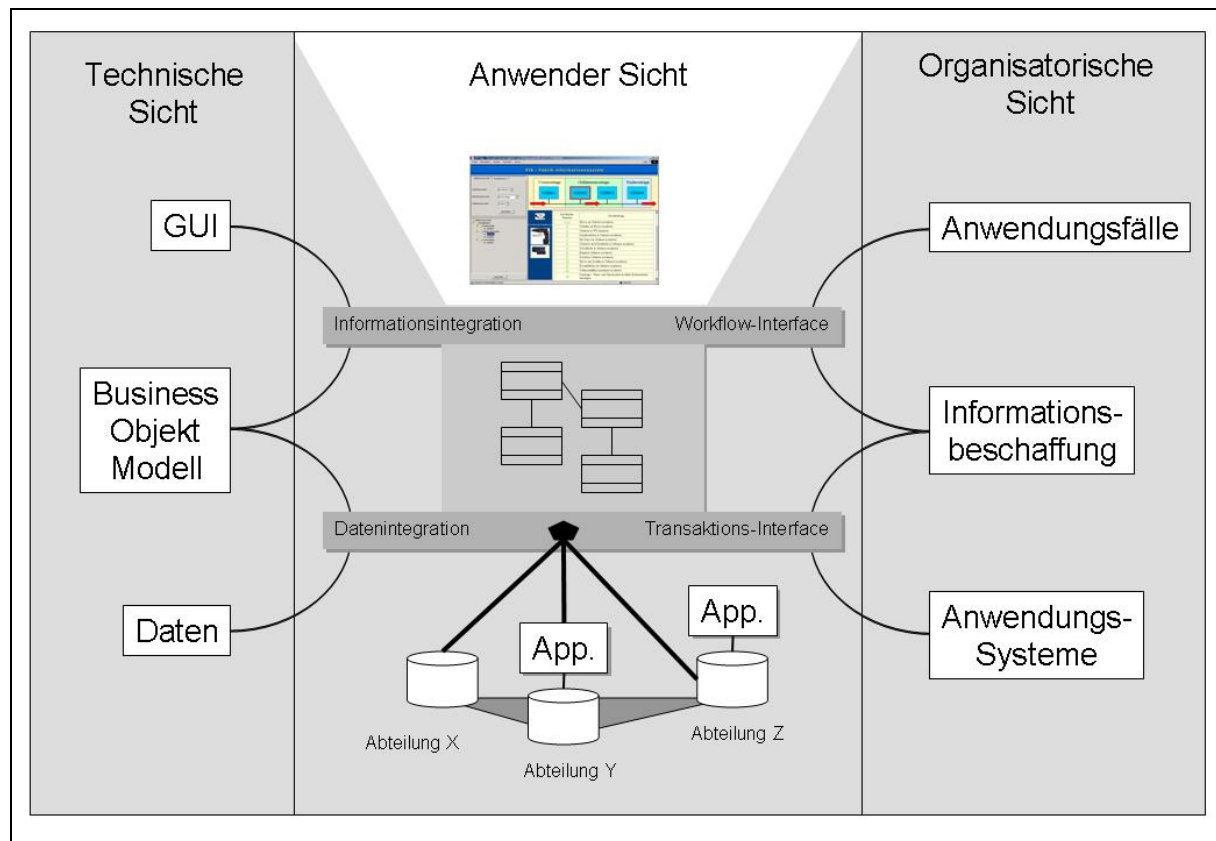 Technische
Sicht
Anwender Sicht
Organisatorische
Sicht
GUI
Anwendungsfälle
Informationsintegration
Workflow-Interface
Business
Objekt
Modell
Informations-
beschaffung
Datenintegration
Transaktions-Interface
Daten
App.
App.
Anwendungs-
Systeme
Abteilung X
Abteilung Y
Abteilung Z